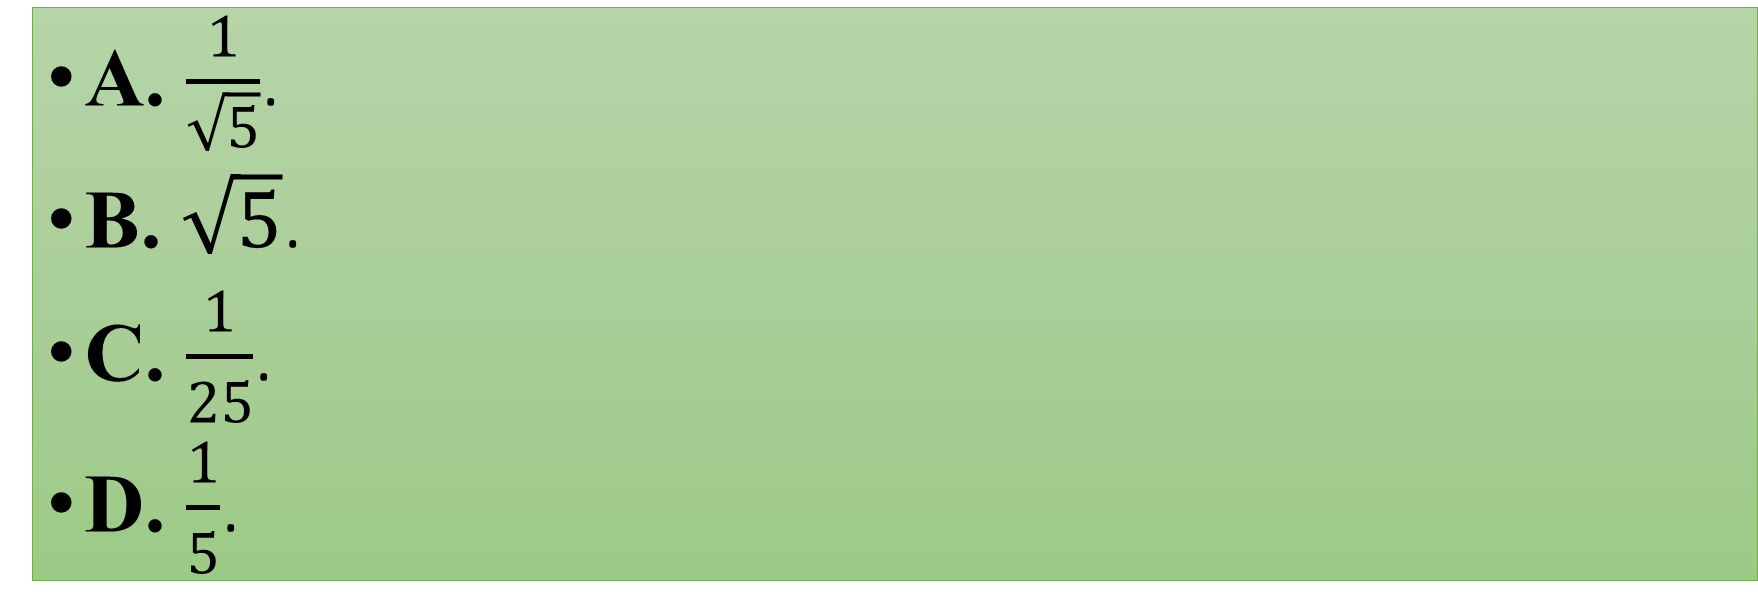 • A. 1/√5.
• B. √5.
• C. 1/25.
• D. 1/5.